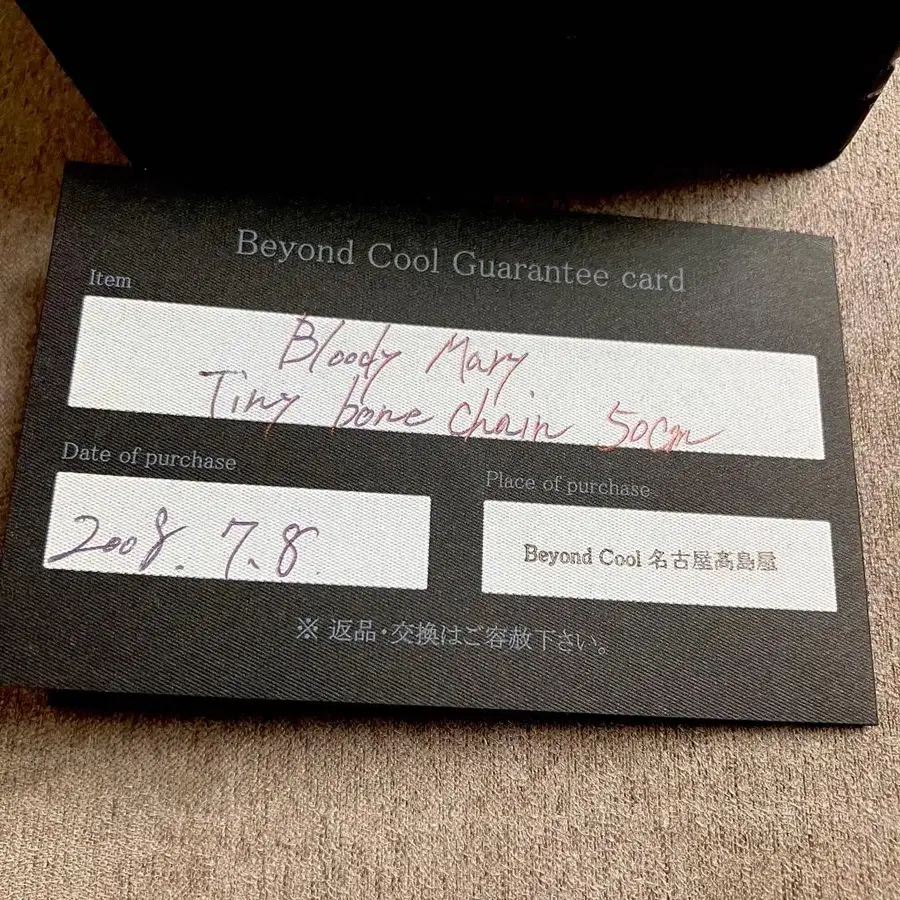 Beyond Cool Guarantee card
Item
Bloody Mary
Tiny bone chain 50cm
Date of purchase
2008.7.8
Place of purchase
Beyond Cool 名古屋髙島屋
※ 返品・交換はご容赦下さい。